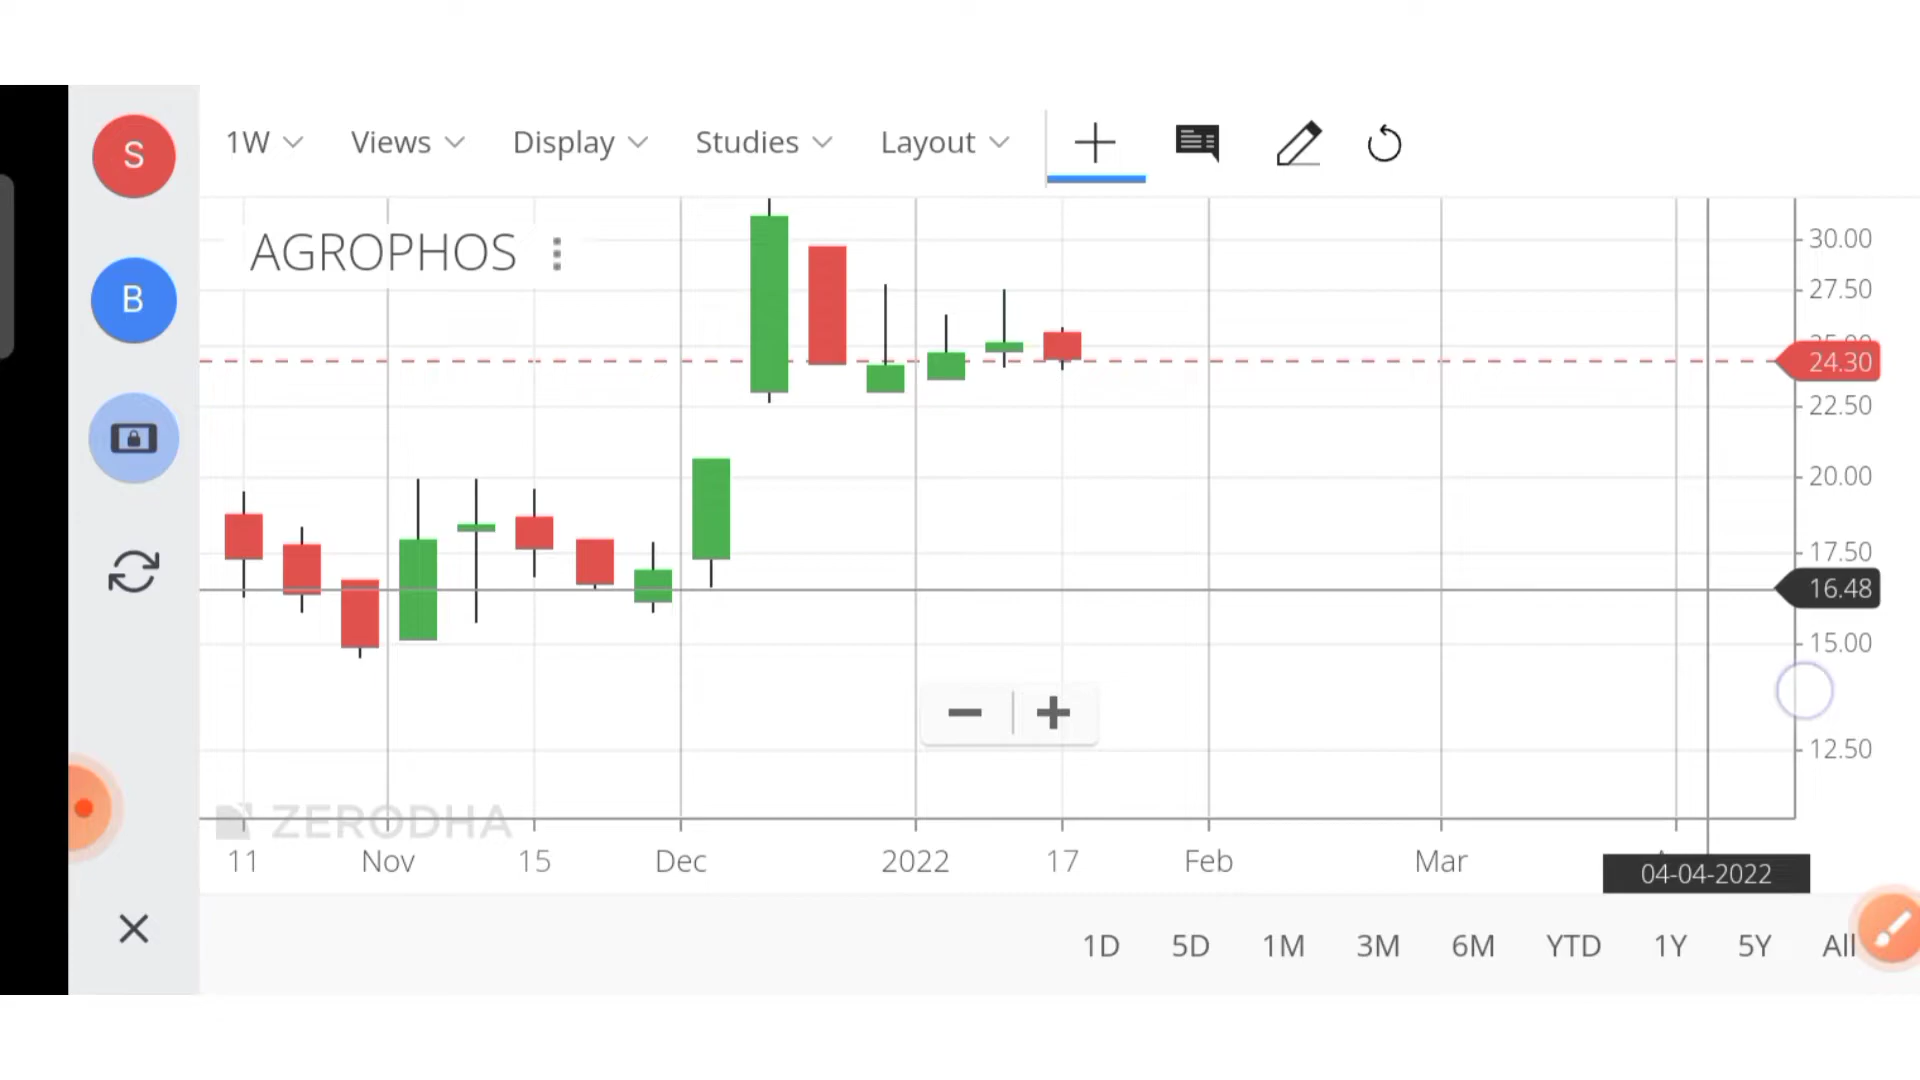 S
1W Views Display Studies Layout
AGROPHOS
B
30.00
27.50
25.00
24.30
22.50
20.00
17.50
16.48
15.00
12.50
ZERODHA
11 Nov 15 Dec 2022 17 Feb Mar
04-04-2022
1D 5D 1M 3M 6M YTD 1Y 5Y All